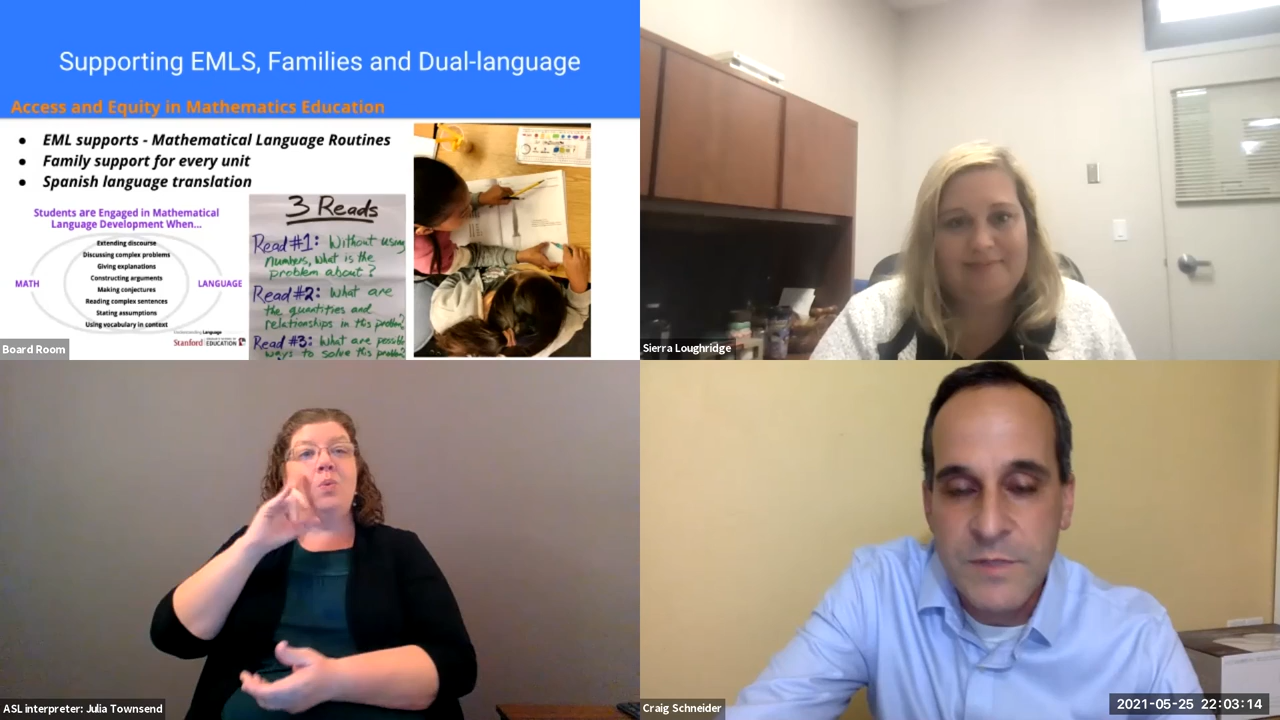 Supporting EMLS, Families and Dual-language
Access and Equity in Mathematics Education
● EML supports - Mathematical Language Routines
● Family support for every unit
● Spanish language translation
Students are Engaged in Mathematical
Language Development When...
Extending discourse
Discussing complex problems
Giving explanations
Constructing arguments
Making conjectures
Reading complex sentences
Stating assumptions
Using vocabulary in context
MATH
LANGUAGE
Understanding Language
Stanford
EDUCATION
3 Reads
Read #1: Without using
numbers, what is the
problem about?
Read #2: What are
the quantities and
relationships in this
Read #3: What are
ways to solve this
Board Room
Sierra Loughridge
ASL interpreter: Julia Townsend
Craig Schneider
2021-05-25 22:03:14